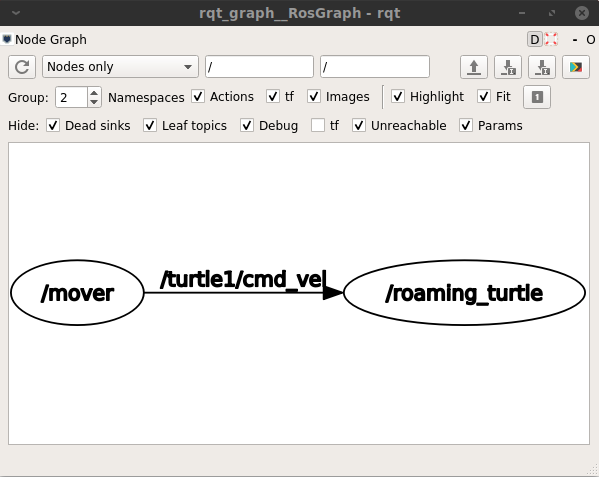 rqt_graph__RosGraph - rqt
Node Graph D - O
Nodes only / /
Group: 2 Namespaces Actions tf Images Highlight Fit 1
Hide: Dead sinks Leaf topics Debug tf Unreachable Params
/turtle1/cmd_vel
/mover /roaming_turtle